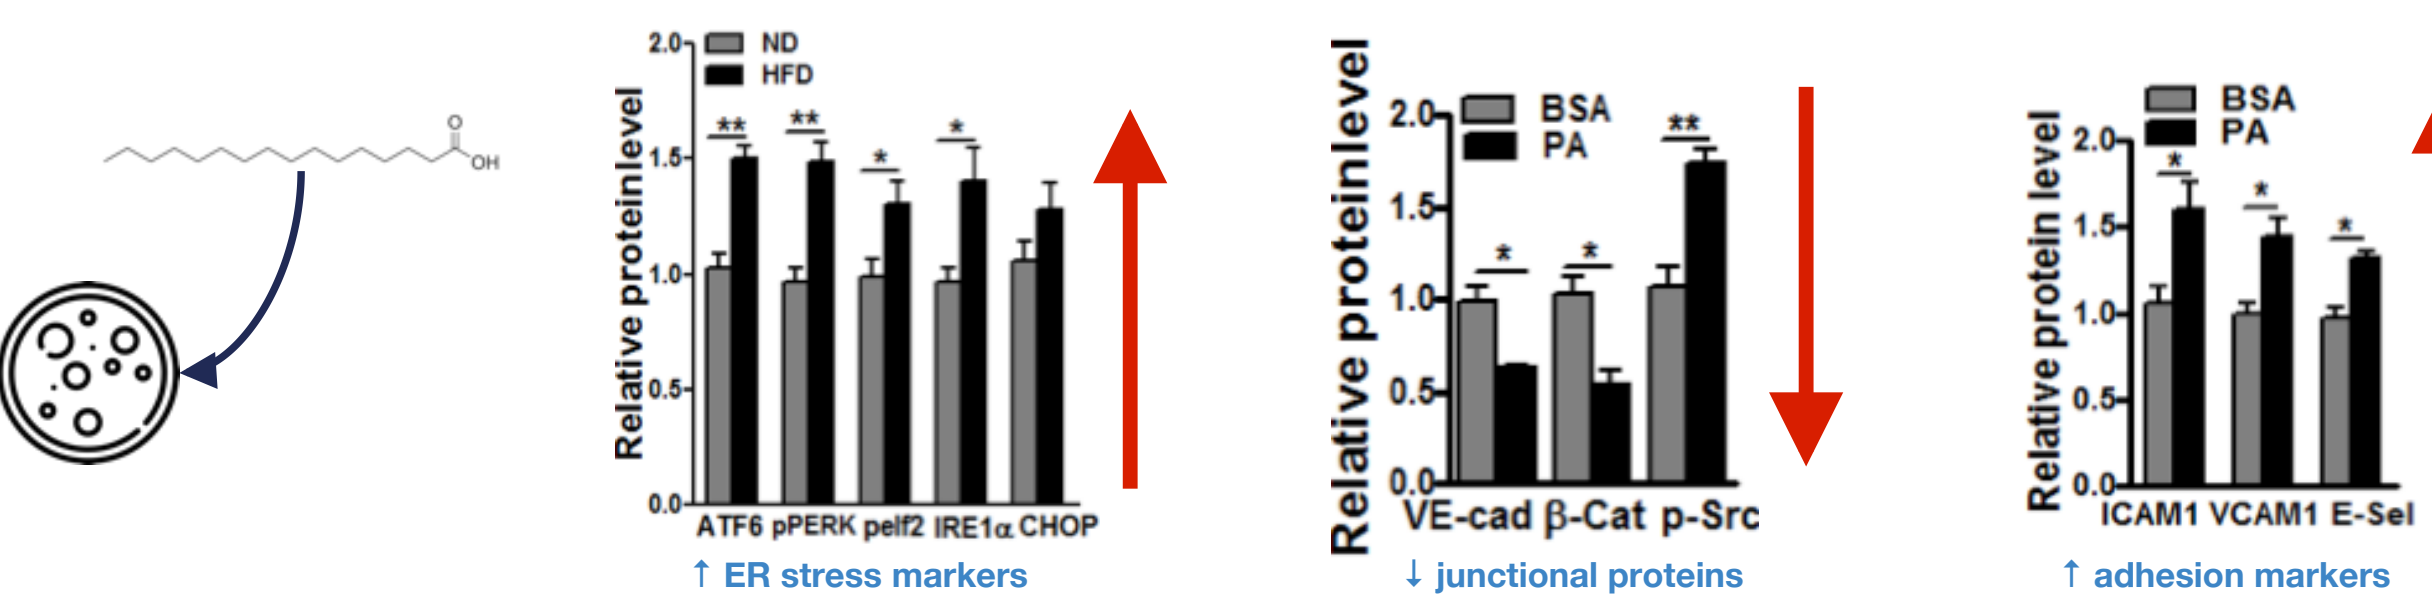 O
OH
ND
HFD
Relative proteinlevel
2.0
1.5
1.0
0.5
0.0
**
**
*
*
ATF6 pPERK peIf2 IRE1α CHOP
↑ ER stress markers
BSA
PA
Relative proteinlevel
2.0
1.5
1.0
0.5
0.0
*
*
**
VE-cad β-Cat p-Src
↓ junctional proteins
BSA
PA
Relative protein level
2.0
1.5
1.0
0.5
0.0
*
*
*
ICAM1 VCAM1 E-Sel
↑ adhesion markers